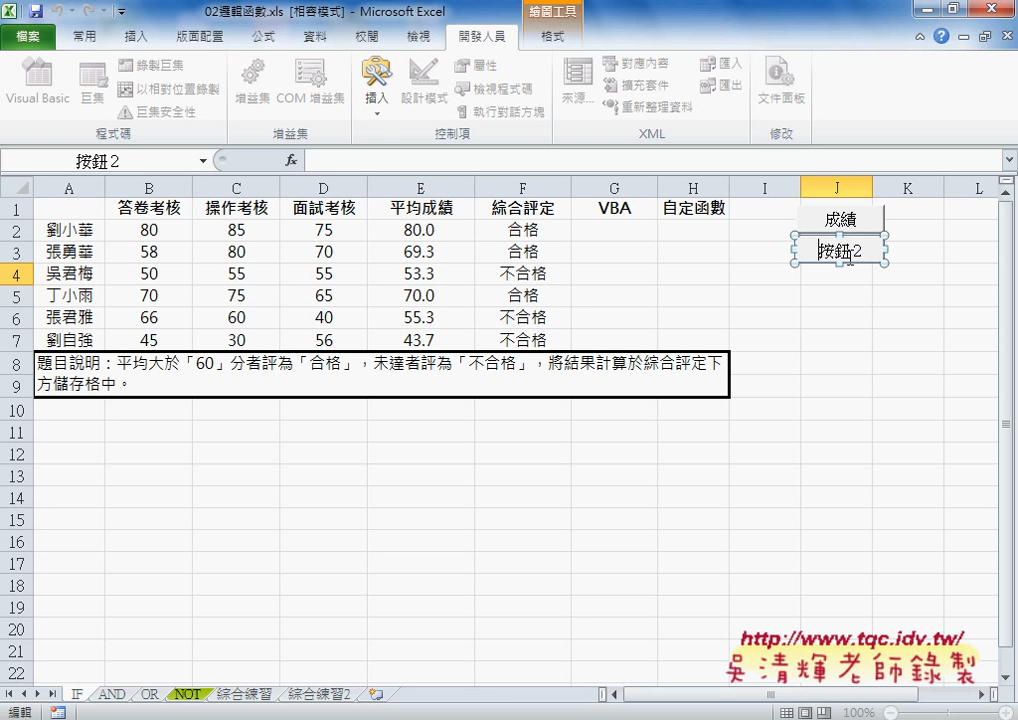 02邏輯函數.xls [相容模式] - Microsoft Excel
繪圖工具
檔案 常用 插入 版面配置 公式 資料 校閱 檢視 開發人員 格式
Visual Basic 巨集 錄製巨集 以相對位置錄製 巨集安全性 增益集 COM 增益集 插入 設計模式 屬性 檢視程式碼 執行對話方塊 來源... 對應內容 擴充套件 重新整理資料 匯入 匯出 文件面板
程式碼 增益集 控制項 XML 修改
按鈕2 fx
A B C D E F G H I J K L
1 答卷考核 操作考核 面試考核 平均成績 綜合評定 VBA 自定函數
2 劉小華 80 85 75 80.0 合格 成績
3 張勇華 58 80 70 69.3 合格 按鈕2
4 吳君梅 50 55 55 53.3 不合格
5 丁小雨 70 75 65 70.0 合格
6 張君雅 66 60 40 55.3 不合格
7 劉自強 45 30 56 43.7 不合格
8 題目說明：平均大於「60」分者評為「合格」，未達者評為「不合格」，將結果計算於綜合評定下
9 方儲存格中。
10
11
12
13
14
15
16
17
18
19
20
21
22
http://www.tqc.idv.tw/
吳清輝老師錄製
IF AND OR NOT 綜合練習 綜合練習2
編輯 100%